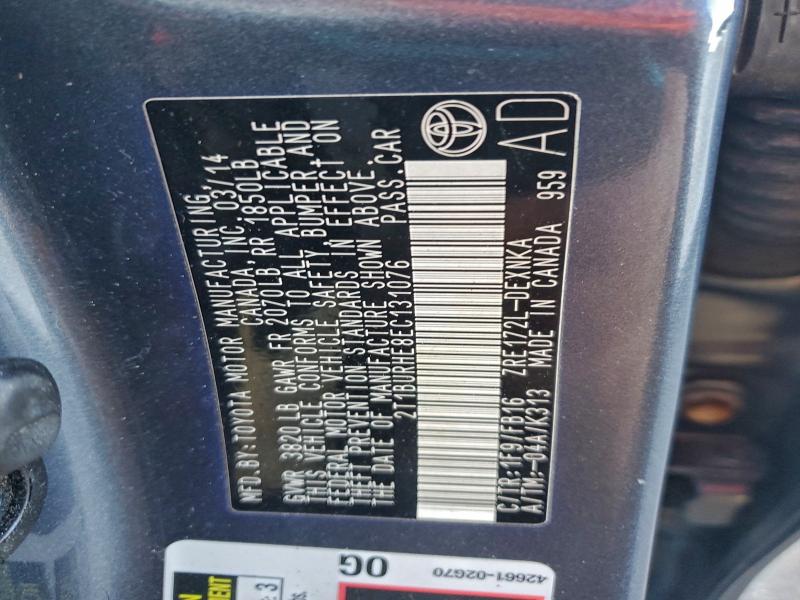 MFD.BY:TOYOTA MOTOR MANUFACTURING,
CANADA, INC. 03/14
GVWR 3820 LB GAWR FR 2070LB RR 1850LB
THIS VEHICLE CONFORMS TO ALL APPLICABLE
FEDERAL MOTOR VEHICLE SAFETY, BUMPER, AND
THEFT PREVENTION STANDARDS IN EFFECT ON
THE DATE OF MANUFACTURE SHOWN ABOVE.
2T1BURHE8EC131076 PASS.CAR
C/TR:1F9/FB16 ZRE172L-DEXNKA
A/TM:-04A/K313 MADE IN CANADA 959
AD
0G
42661-02G70